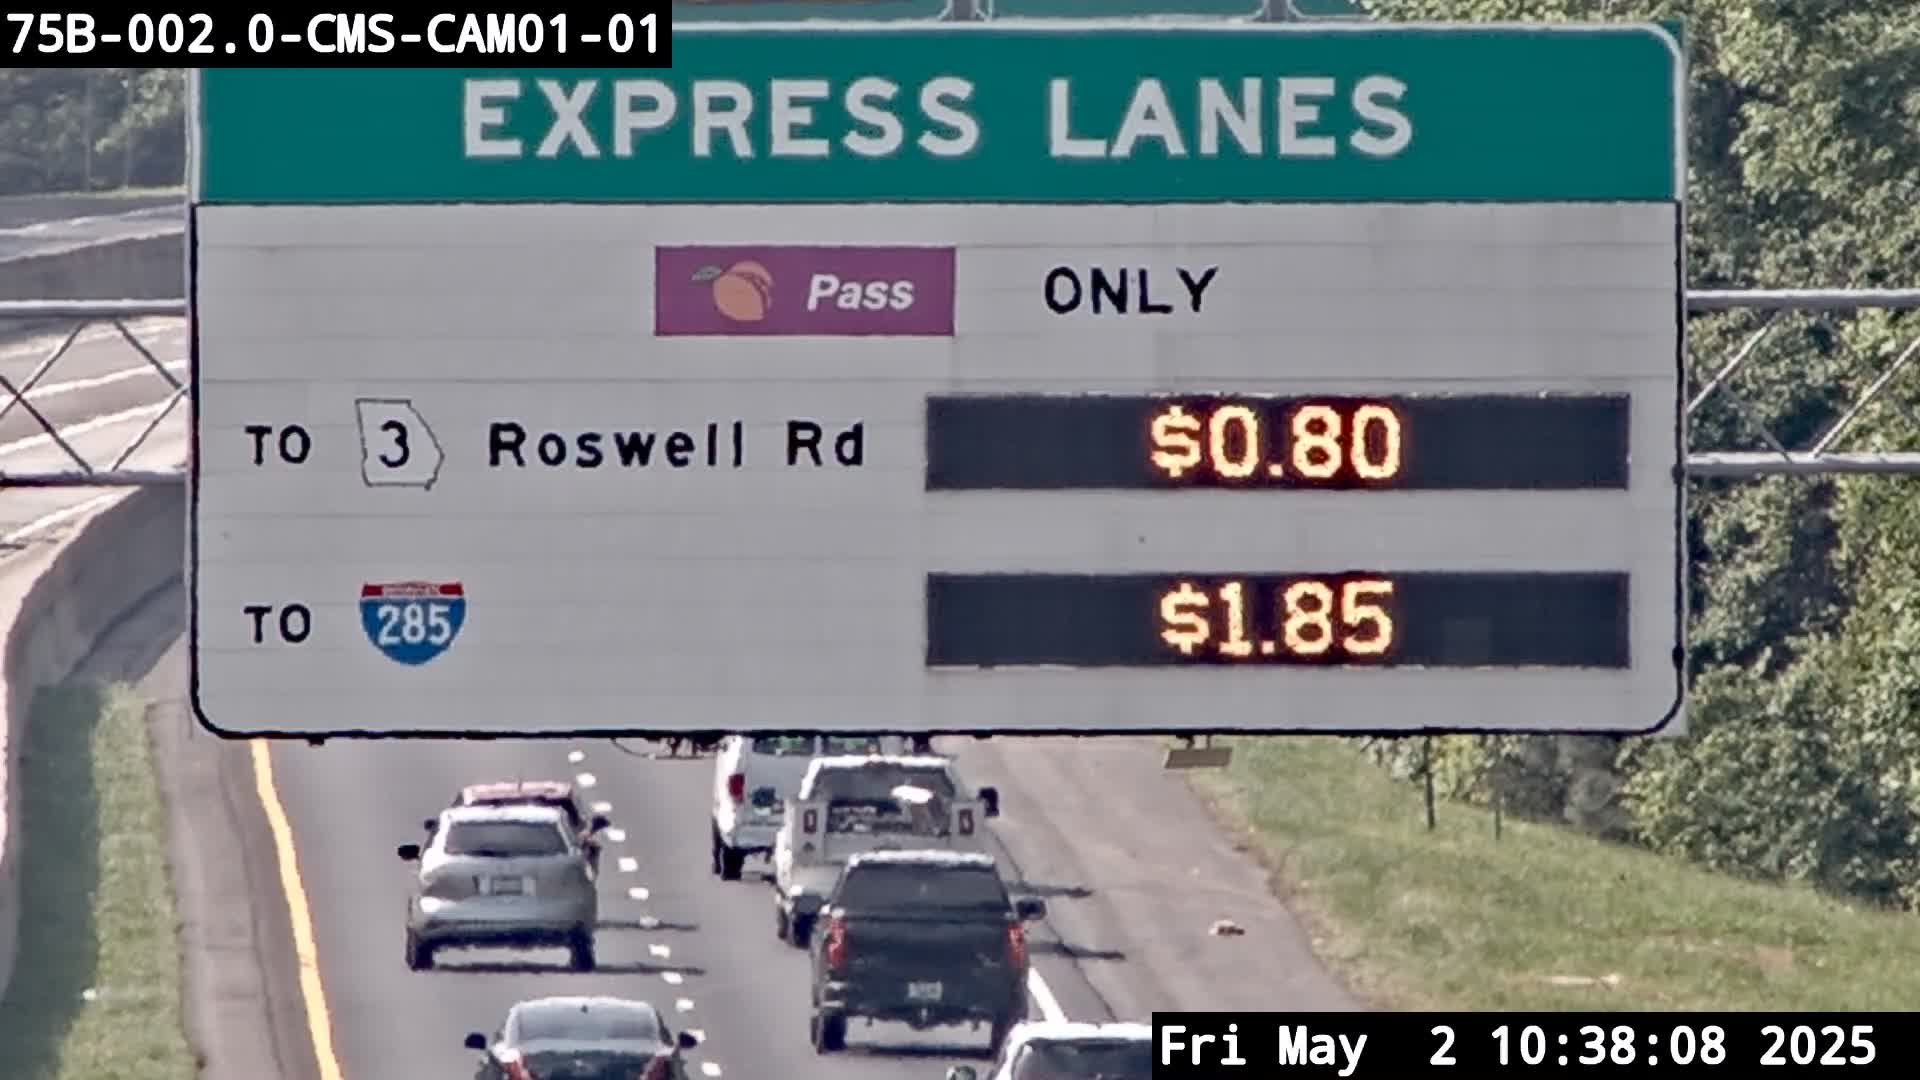 75B-002.0-CMS-CAM01-01
EXPRESS LANES
Pass ONLY
TO 3 Roswell Rd $0.80
TO 285 $1.85
Fri May 2 10:38:08 2025